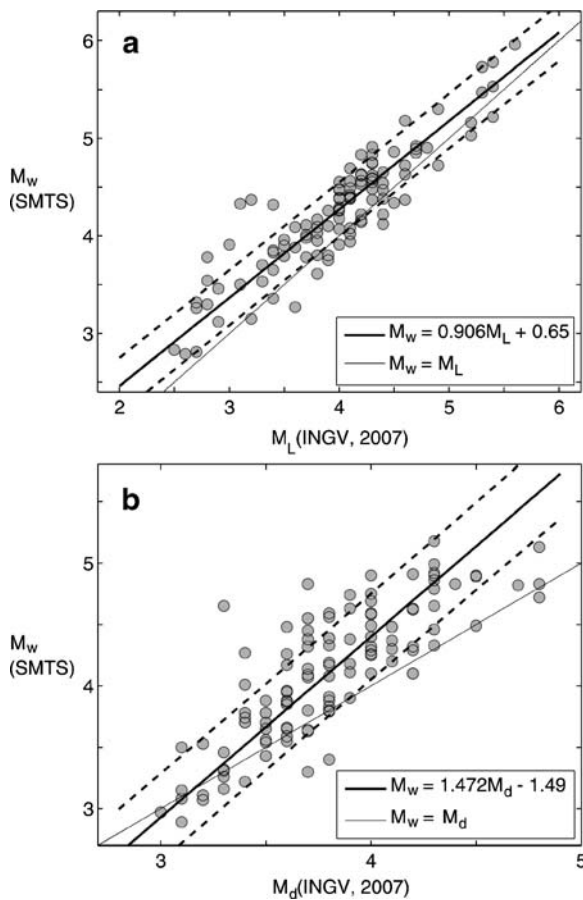 a
6
5
4
3
M_w
(SMTS)
M_w = 0.906M_L + 0.65
M_w = M_L
2 3 4 5 6
M_L(INGV, 2007)
b
5
4
3
M_w
(SMTS)
M_w = 1.472M_d - 1.49
M_w = M_d
3 4 5
M_d(INGV, 2007)